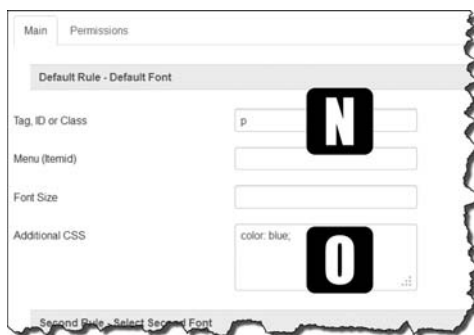 Main Permissions
Default Rule - Default Font
Tag, ID or Class p N
Menu (Itemid)
Font Size
Additional CSS color: blue; O
Second Rule - Select Second Font